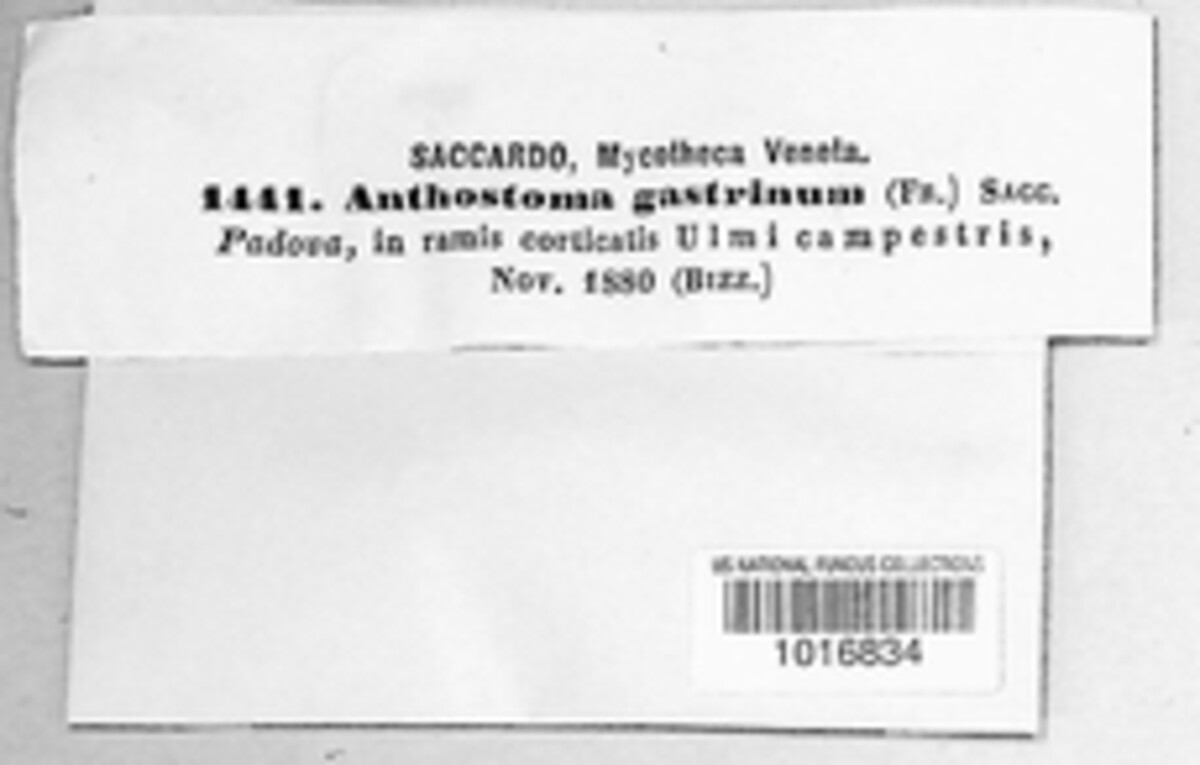 SACCARDO, Mycotheca Veneta.
1441. Anthostoma gastrinum (FR.) SACC.
Padova, in ramis corticatis Ulmi campestris,
Nov. 1880 (BIZZ.)
US NATIONAL FUNGUS COLLECTIONS
1016834